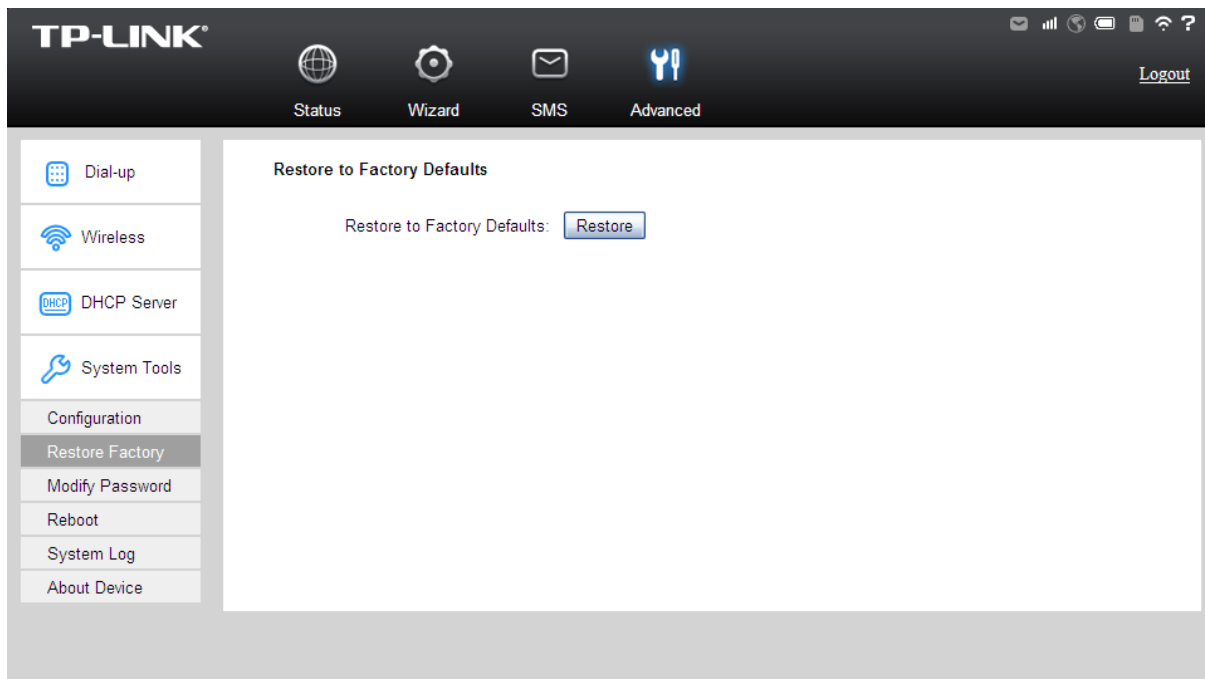 TP-LINK®
Logout
Status Wizard SMS Advanced
Dial-up
Wireless
DHCP DHCP Server
System Tools
Configuration
Restore Factory
Modify Password
Reboot
System Log
About Device
Restore to Factory Defaults
Restore to Factory Defaults: Restore